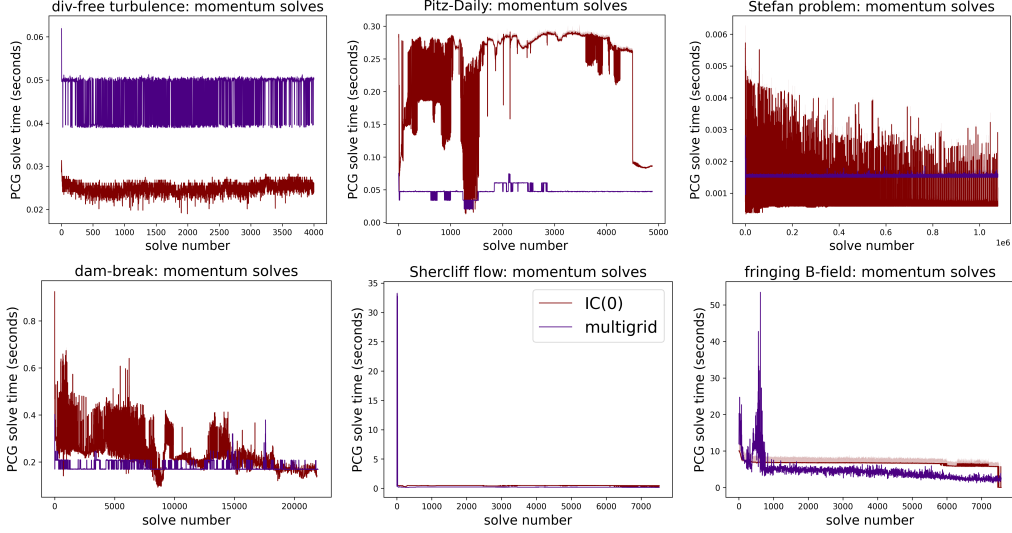 div-free turbulence: momentum solves
PCG solve time (seconds)
0.06
0.05
0.04
0.03
0.02
0 500 1000 1500 2000 2500 3000 3500 4000
solve number
Pitz-Daily: momentum solves
PCG solve time (seconds)
0.30
0.25
0.20
0.15
0.10
0.05
0.00
0 1000 2000 3000 4000 5000
solve number
Stefan problem: momentum solves
PCG solve time (seconds)
0.006
0.005
0.004
0.003
0.002
0.001
0.0 0.2 0.4 0.6 0.8 1.0
1e6
solve number
dam-break: momentum solves
PCG solve time (seconds)
0.8
0.6
0.4
0.2
0 5000 10000 15000 20000
solve number
Shercliff flow: momentum solves
PCG solve time (seconds)
35
30
25
20
15
10
5
0
IC(0)
multigrid
0 1000 2000 3000 4000 5000 6000 7000
solve number
fringing B-field: momentum solves
PCG solve time (seconds)
50
40
30
20
10
0
0 1000 2000 3000 4000 5000 6000 7000
solve number